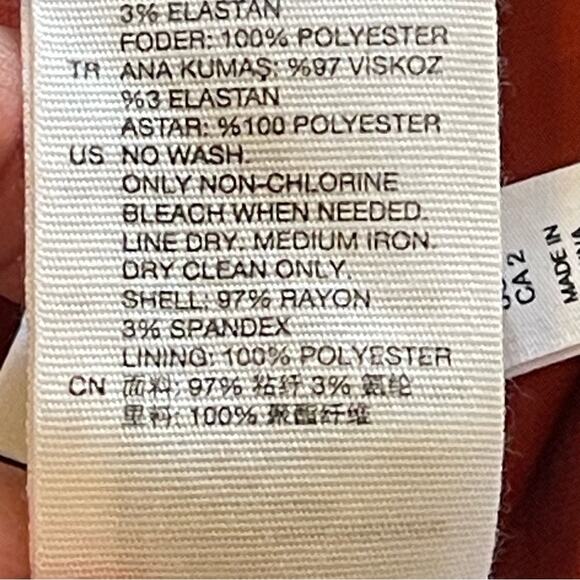 3% ELASTAN
FODER: 100% POLYESTER
TR ANA KUMAŞ: %97 VISKOZ
%3 ELASTAN
ASTAR: %100 POLYESTER
US NO WASH.
ONLY NON-CHLORINE
BLEACH WHEN NEEDED.
LINE DRY. MEDIUM IRON.
DRY CLEAN ONLY.
SHELL: 97% RAYON
3% SPANDEX
LINING: 100% POLYESTER
CN 面料: 97% 粘纤 3% 氨纶
里料: 100% 聚酯纤维
CA 2
MADE IN